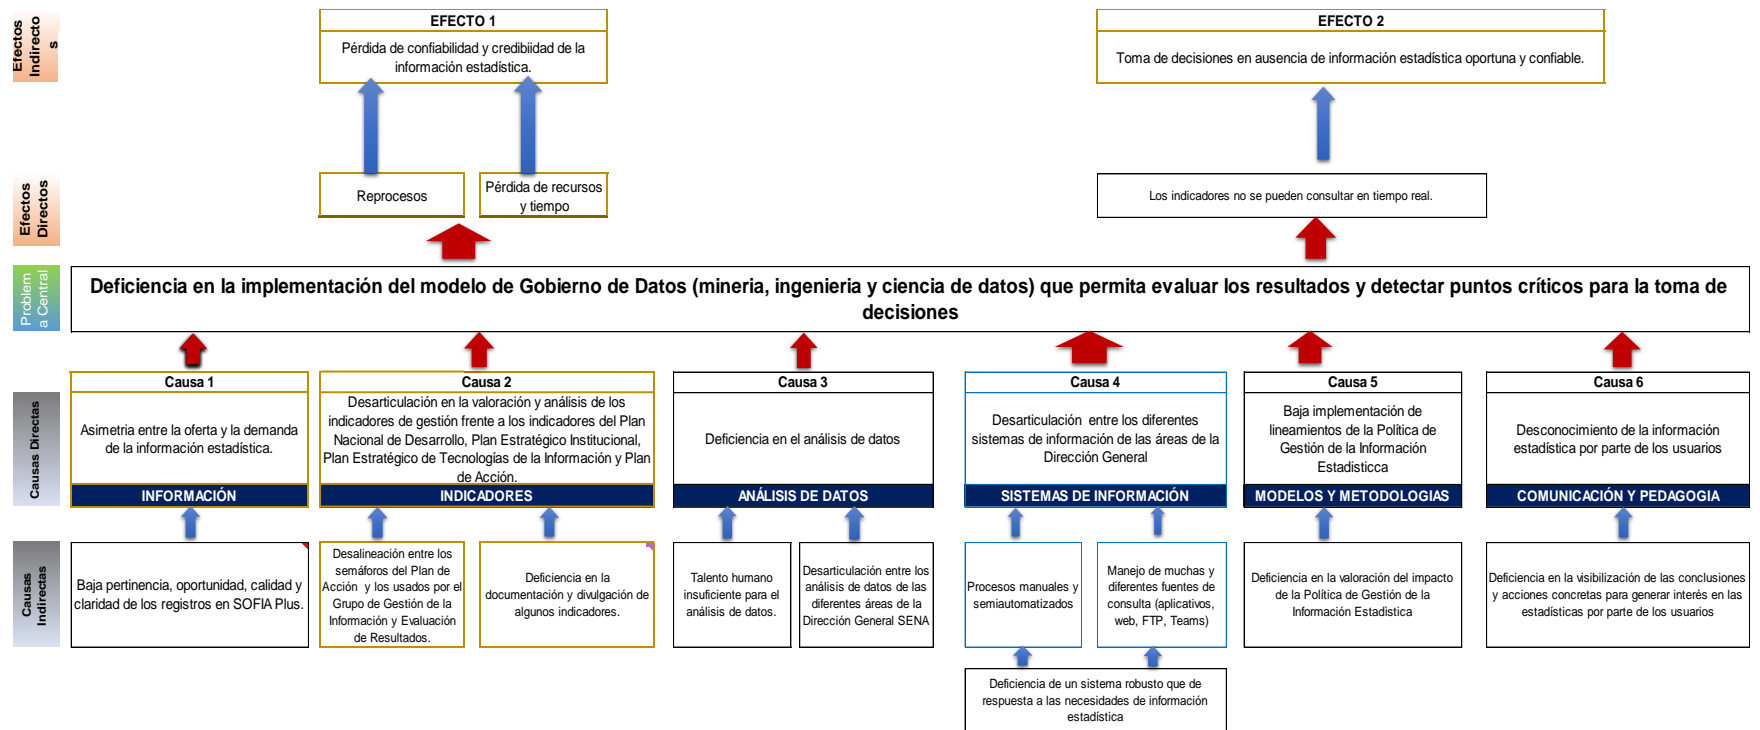 Efectos
Indirecto
s
EFECTO 1
Pérdida de confiabilidad y credibiidad de la
información estadística.
EFECTO 2
Toma de decisiones en ausencia de información estadística oportuna y confiable.
Efectos
Directos
Reprocesos
Pérdida de recursos
y tiempo
Los indicadores no se pueden consultar en tiempo real.
Problem
a Central
Deficiencia en la implementación del modelo de Gobierno de Datos (mineria, ingenieria y ciencia de datos) que permita evaluar los resultados y detectar puntos críticos para la toma de
decisiones
Causas Directas
Causa 1
Asimetria entre la oferta y la demanda
de la información estadística.
INFORMACIÓN
Causa 2
Desarticulación en la valoración y análisis de los
indicadores de gestión frente a los indicadores del Plan
Nacional de Desarrollo, Plan Estratégico Institucional,
Plan Estratégico de Tecnologías de la Información y Plan
de Acción.
INDICADORES
Causa 3
Deficiencia en el análisis de datos
ANÁLISIS DE DATOS
Causa 4
Desarticulación entre los diferentes
sistemas de información de las áreas de la
Dirección General
SISTEMAS DE INFORMACIÓN
Causa 5
Baja implementación de
lineamientos de la Política de
Gestión de la Información
Estadisticca
MODELOS Y METODOLOGIAS
Causa 6
Desconocimiento de la información
estadística por parte de los usuarios
COMUNICACIÓN Y PEDAGOGIA
Causas
Indirectas
Baja pertinencia, oportunidad, calidad y
claridad de los registros en SOFIA Plus.
Desalineación entre los
semáforos del Plan de
Acción y los usados por el
Grupo de Gestión de la
Información y Evaluación
de Resultados.
Deficiencia en la
documentación y divulgación de
algunos indicadores.
Talento humano
insuficiente para el
análisis de datos.
Desarticulación entre los
análisis de datos de las
diferentes áreas de la
Dirección General SENA
Procesos manuales y
semiautomatizados
Manejo de muchas y
diferentes fuentes de
consulta (aplicativos,
web, FTP, Teams)
Deficiencia en la valoración del impacto
de la Política de Gestión de la
Información Estadìstica
Deficiencia en la visibilización de las conclusiones
y acciones concretas para generar interés en las
estadísticas por parte de los usuarios
Deficiencia de un sistema robusto que de
respuesta a las necesidades de información
estadística